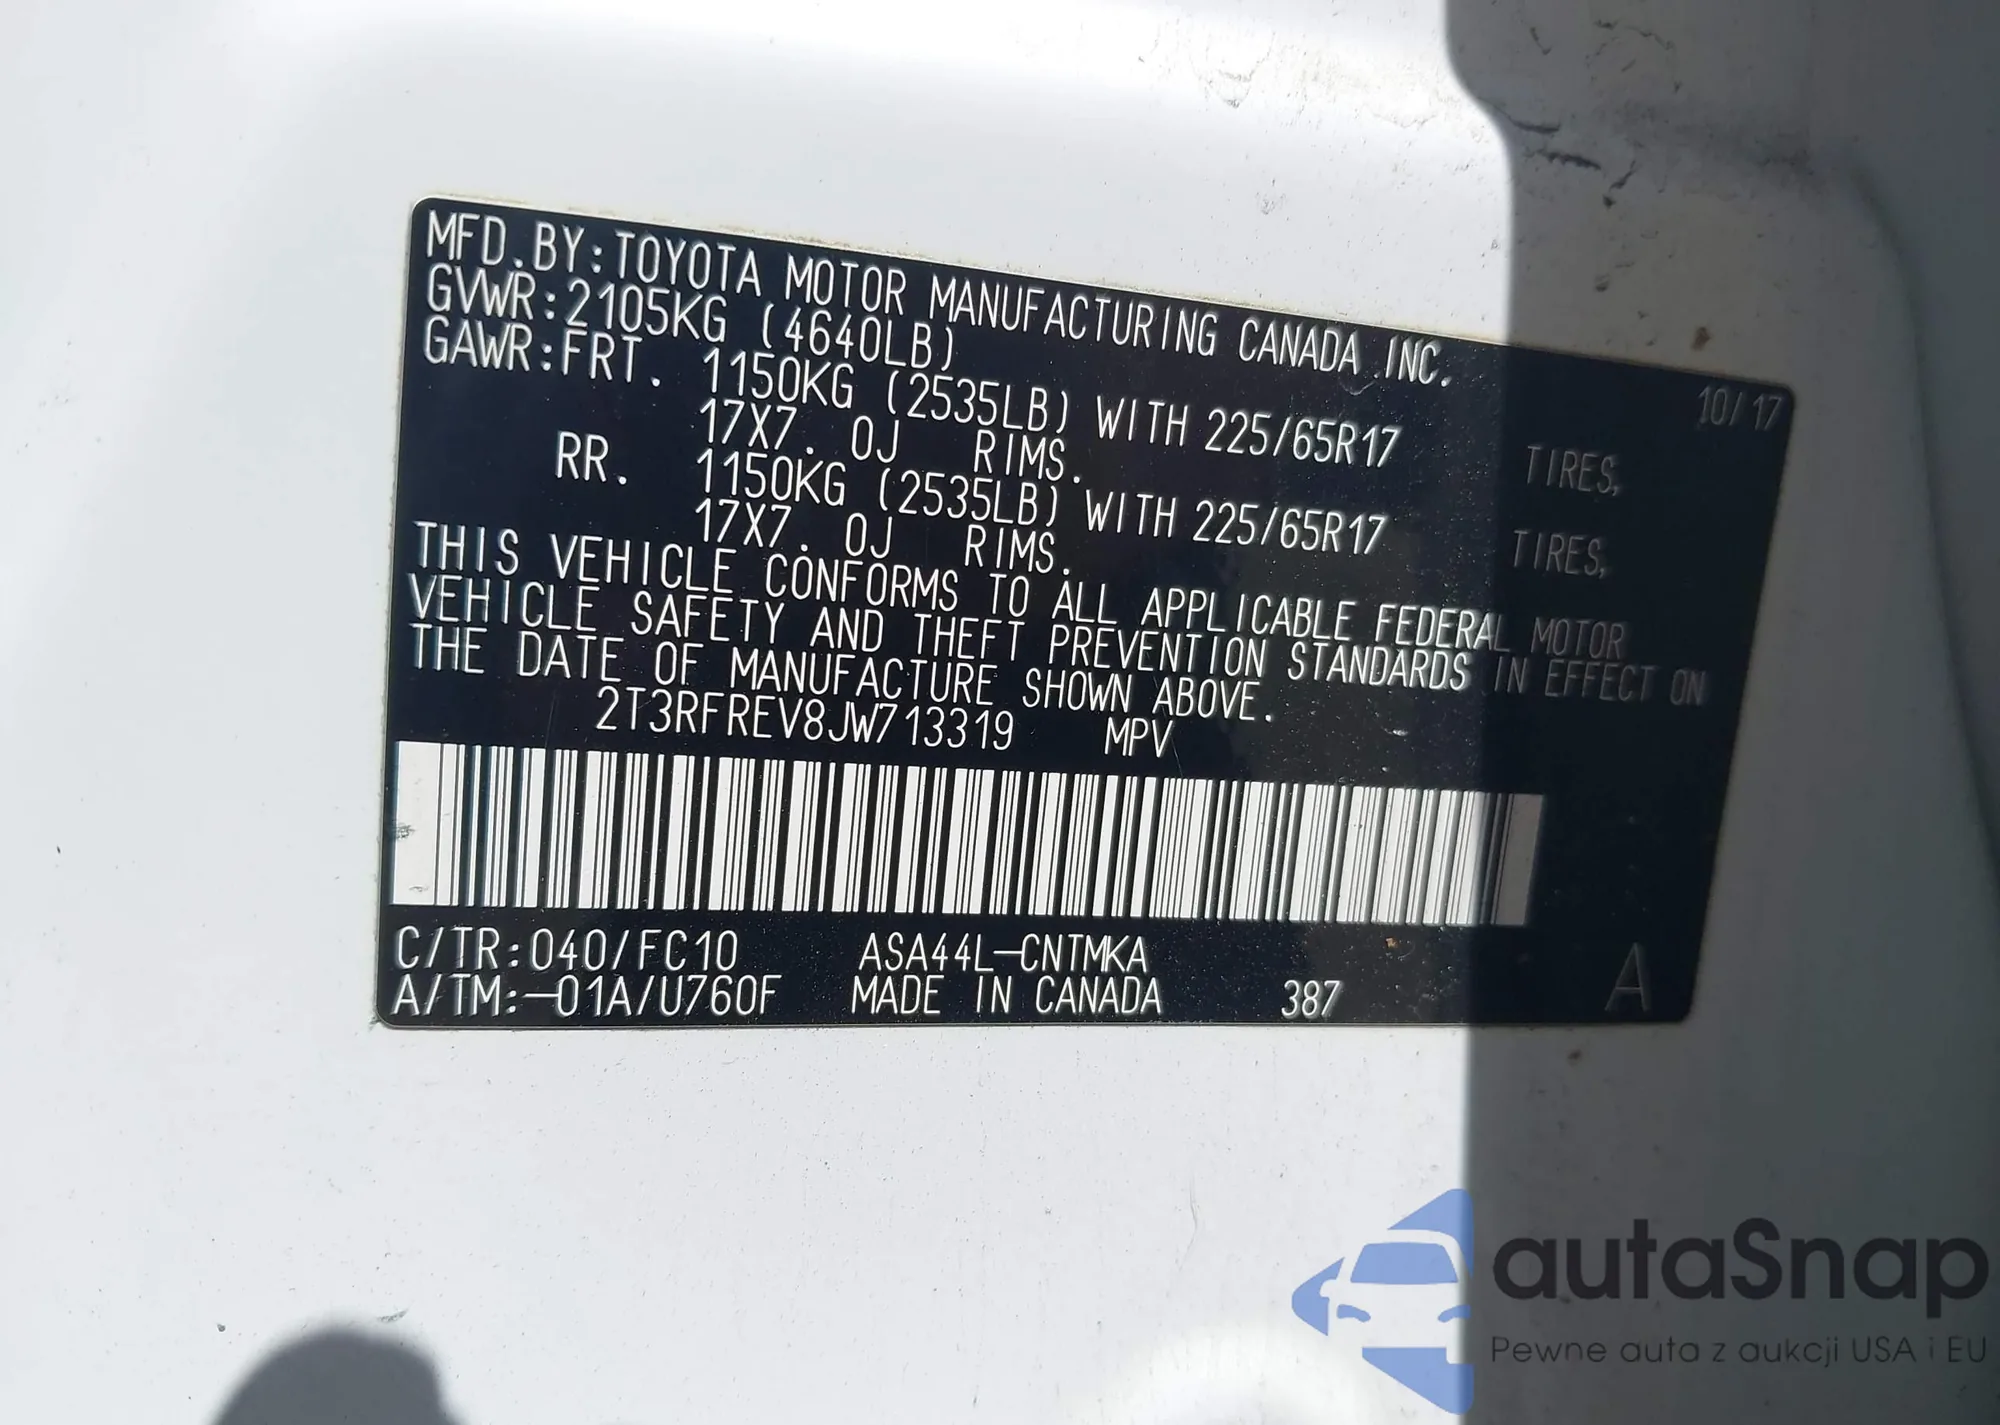 MFD.BY:TOYOTA MOTOR MANUFACTURING CANADA INC.
GVWR:2105KG (4640LB) 10/17
GAWR:FRT. 1150KG (2535LB) WITH 225/65R17 TIRES,
17X7.0J RIMS.
RR. 1150KG (2535LB) WITH 225/65R17 TIRES,
17X7.0J RIMS.
THIS VEHICLE CONFORMS TO ALL APPLICABLE FEDERAL MOTOR
VEHICLE SAFETY AND THEFT PREVENTION STANDARDS IN EFFECT ON
THE DATE OF MANUFACTURE SHOWN ABOVE.
2T3RFREV8JW713319 MPV
C/TR:040/FC10 ASA44L-CNTMKA
A/TM:-01A/U760F MADE IN CANADA 387 A
autaSnap
Pewne auta z aukcji USA i EU